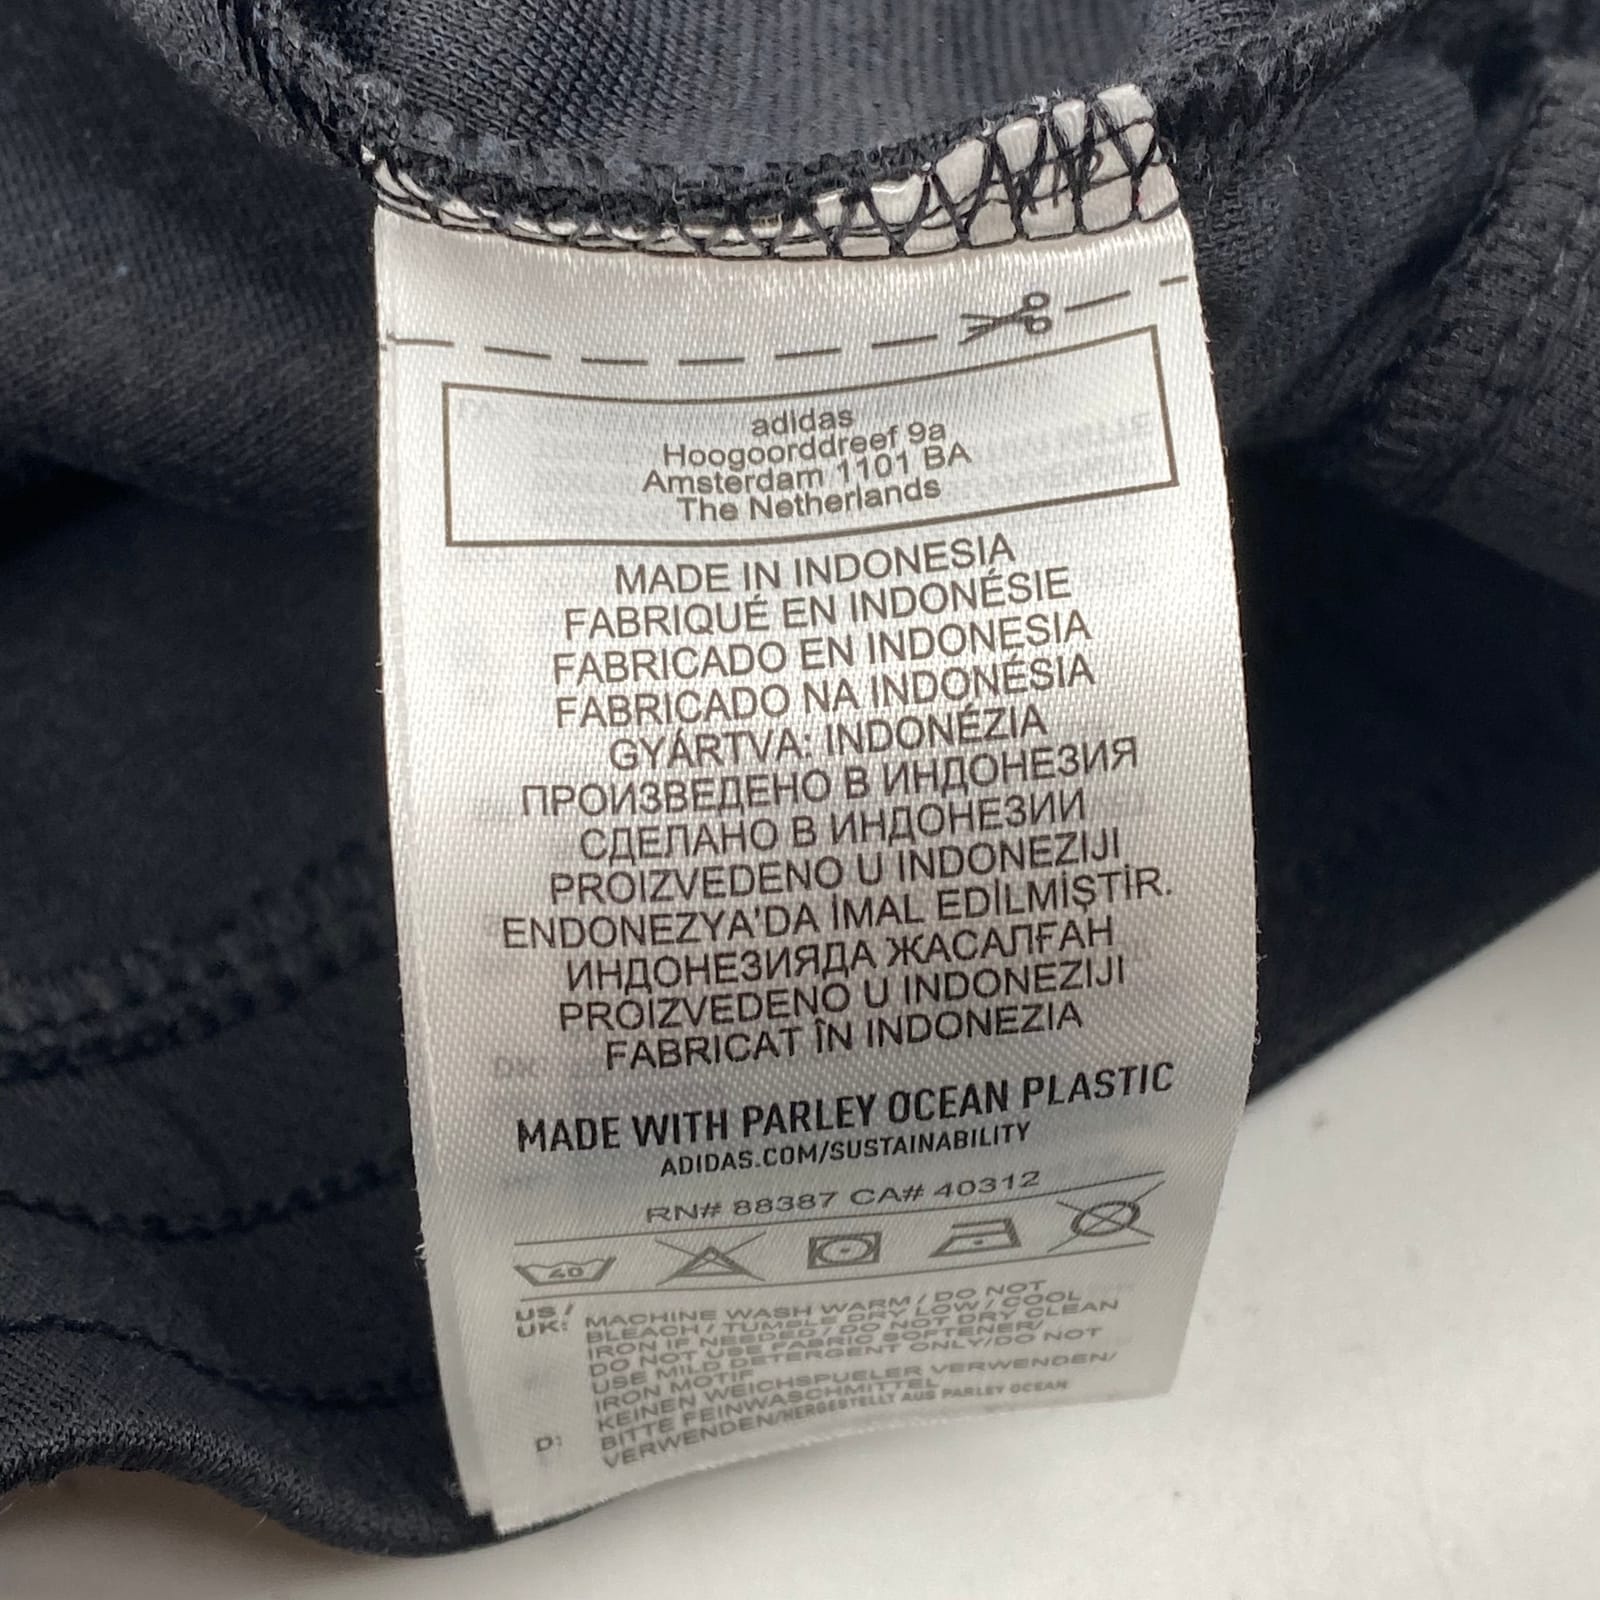 adidas
Hoogoorddreef 9a
Amsterdam 1101 BA
The Netherlands
MADE IN INDONESIA
FABRIQUÉ EN INDONÉSIE
FABRICADO EN INDONESIA
FABRICADO NA INDONÉSIA
GYÁRTVA: INDONÉZIA
ПРОИЗВЕДЕНО В ИНДОНЕЗИЯ
СДЕЛАНО В ИНДОНЕЗИИ
PROIZVEDENO U INDONEZIJI
ENDONEZYA'DA İMAL EDİLMİŞTİR.
ИНДОНЕЗИЯДА ЖАСАЛҒАН
PROIZVEDENO U INDONEZIJI
FABRICAT ÎN INDONEZIA
MADE WITH PARLEY OCEAN PLASTIC
ADIDAS.COM/SUSTAINABILITY
RN# 88387 CA# 40312
40
US / MACHINE WASH WARM / DO NOT
UK: BLEACH / TUMBLE DRY LOW / COOL
IRON IF NEEDED / DO NOT DRY CLEAN
DO NOT USE FABRIC SOFTENER/
USE MILD DETERGENT ONLY/DO NOT
IRON MOTIF
D: KEINEN WEICHSPUELER VERWENDEN/
BITTE FEINWASCHMITTEL
VERWENDEN/HERGESTELLT AUS PARLEY OCEAN